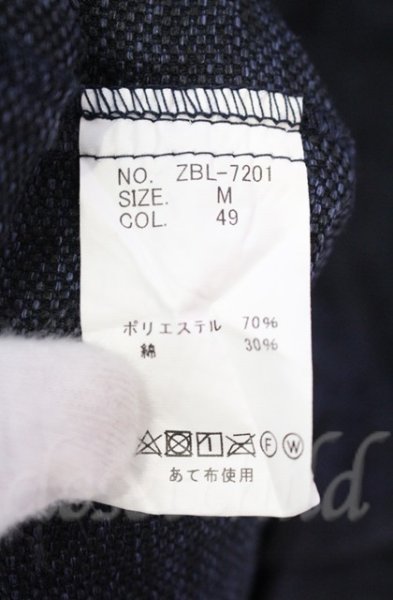 NO. ZBL-7201
SIZE. M
COL. 49
ポリエステル 70%
綿 30%
F W
あて布使用